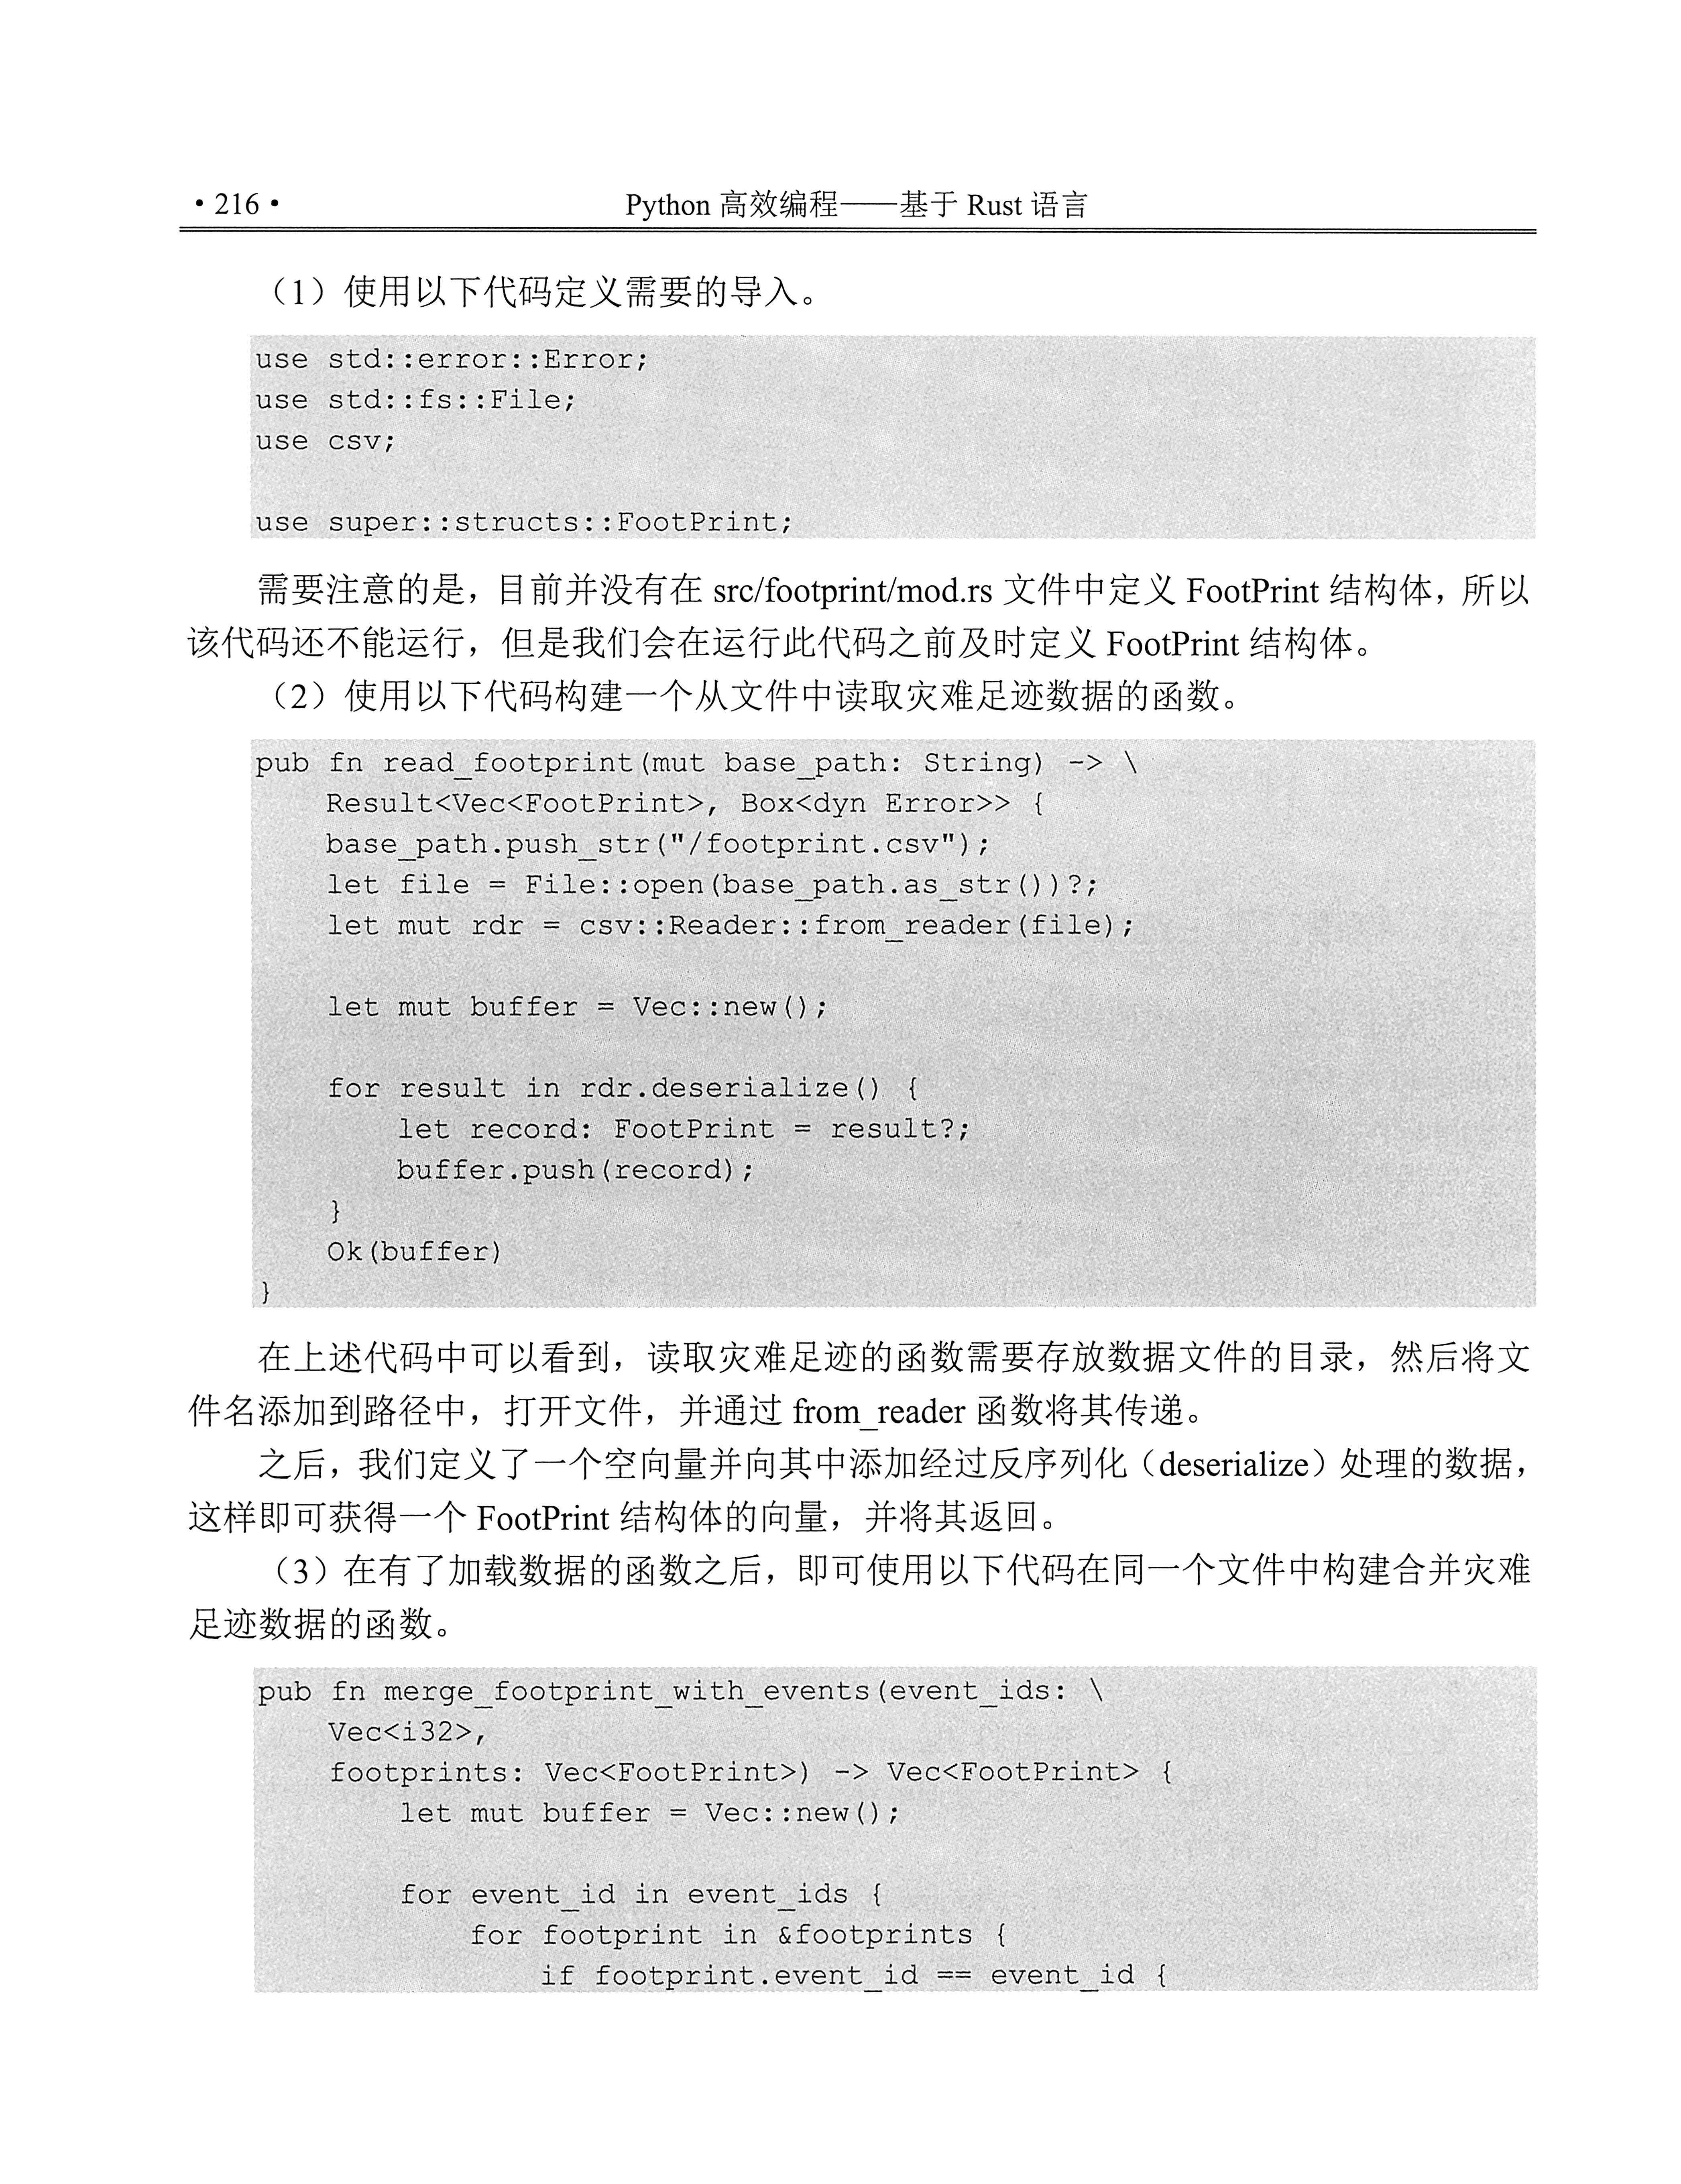 • 216 •
Python 高效编程——基于 Rust 语言
（1）使用以下代码定义需要的导入。
use std::error::Error;
use std::fs::File;
use csv;
use super::structs::FootPrint;
需要注意的是，目前并没有在 src/footprint/mod.rs 文件中定义 FootPrint 结构体，所以
该代码还不能运行，但是我们会在运行此代码之前及时定义 FootPrint 结构体。
（2）使用以下代码构建一个从文件中读取灾难足迹数据的函数。
pub fn read_footprint(mut base_path: String) -> \
    Result<Vec<FootPrint>, Box<dyn Error>> {
    base_path.push_str("/footprint.csv");
    let file = File::open(base_path.as_str())?;
    let mut rdr = csv::Reader::from_reader(file);
    let mut buffer = Vec::new();
    for result in rdr.deserialize() {
        let record: FootPrint = result?;
        buffer.push(record);
    }
    Ok(buffer)
}
在上述代码中可以看到，读取灾难足迹的函数需要存放数据文件的目录，然后将文
件名添加到路径中，打开文件，并通过 from_reader 函数将其传递。
之后，我们定义了一个空向量并向其中添加经过反序列化（deserialize）处理的数据，
这样即可获得一个 FootPrint 结构体的向量，并将其返回。
（3）在有了加载数据的函数之后，即可使用以下代码在同一个文件中构建合并灾难
足迹数据的函数。
pub fn merge_footprint_with_events(event_ids: \
    Vec<i32>,
    footprints: Vec<FootPrint>) -> Vec<FootPrint> {
        let mut buffer = Vec::new();
        for event_id in event_ids {
            for footprint in &footprints {
                if footprint.event_id == event_id {